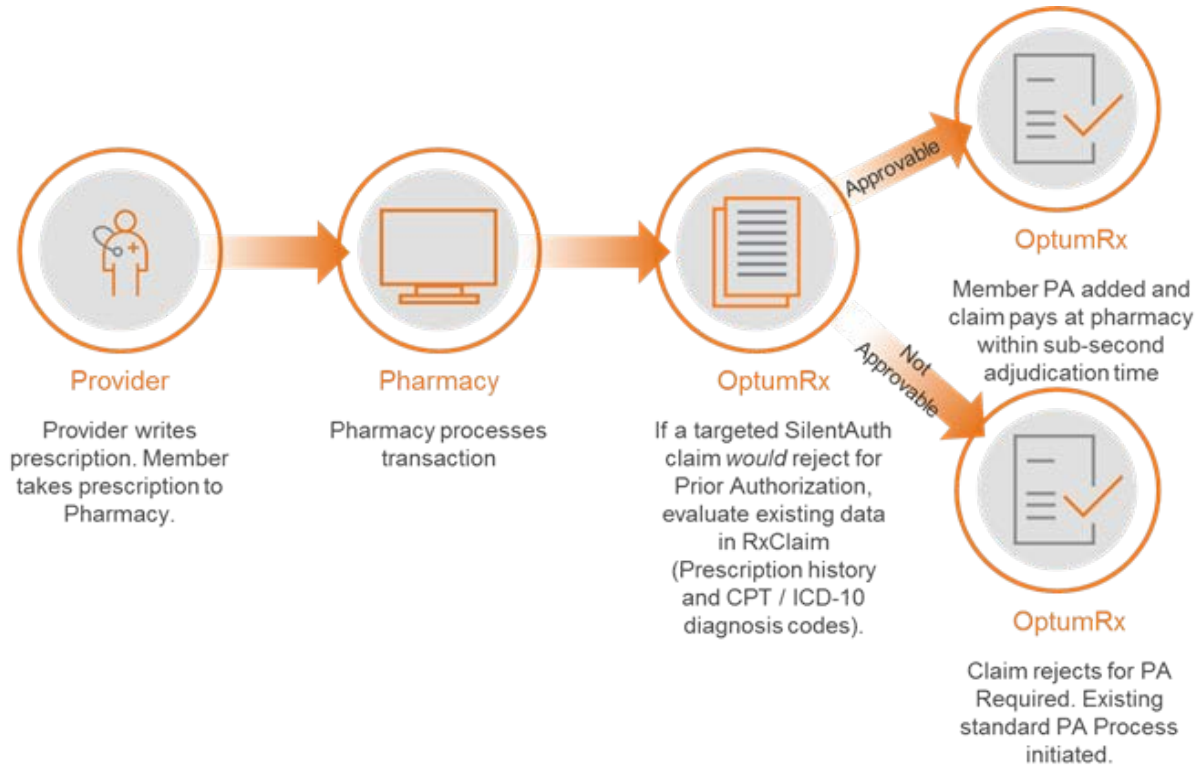 Provider
Provider writes
prescription. Member
takes prescription to
Pharmacy.
Pharmacy
Pharmacy processes
transaction
OptumRx
If a targeted SilentAuth
claim would reject for
Prior Authorization,
evaluate existing data
in RxClaim
(Prescription history
and CPT / ICD-10
diagnosis codes).
Approvable
OptumRx
Member PA added and
claim pays at pharmacy
within sub-second
adjudication time
Not
Approvable
OptumRx
Claim rejects for PA
Required. Existing
standard PA Process
initiated.